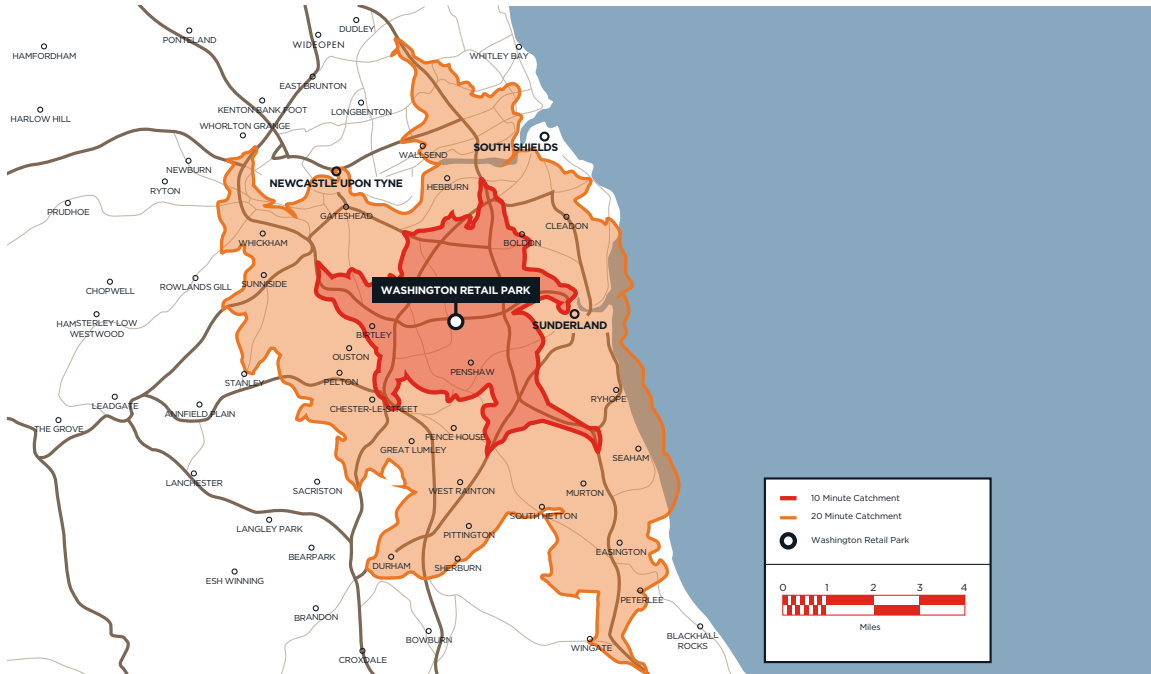 DUDLEY
PONTELAND
WIDEOPEN
HAMFORDHAM
WHITLEY BAY
EAST BRUNTON
KENTON BANK FOOT
LONGBENTON
HARLOW HILL
WHORLTON GRANGE
SOUTH SHIELDS
WALLSEND
NEWBURN
NEWCASTLE UPON TYNE
HEBBURN
RYTON
PRUDHOE
GATESHEAD
CLEADON
WHICKHAM
BOLDON
SUNNISIDE
ROWLANDS GILL
CHOPWELL
WASHINGTON RETAIL PARK
HAMSTERLEY LOW
WESTWOOD
SUNDERLAND
BIRTLEY
OUSTON
PENSHAW
STANLEY
PELTON
RYHOPE
LEADGATE
ANNFIELD PLAIN
CHESTER-LE-STREET
THE GROVE
FENCE HOUSE
GREAT LUMLEY
SEAHAM
LANCHESTER
SACRISTON
WEST RAINTON
MURTON
SOUTH HETTON
LANGLEY PARK
PITTINGTON
BEARPARK
EASINGTON
DURHAM
SHERBURN
ESH WINNING
PETERLEE
BRANDON
BOWBURN
BLACKHALL
ROCKS
WINGATE
CROXDALE
10 Minute Catchment
20 Minute Catchment
Washington Retail Park
0 1 2 3 4
Miles